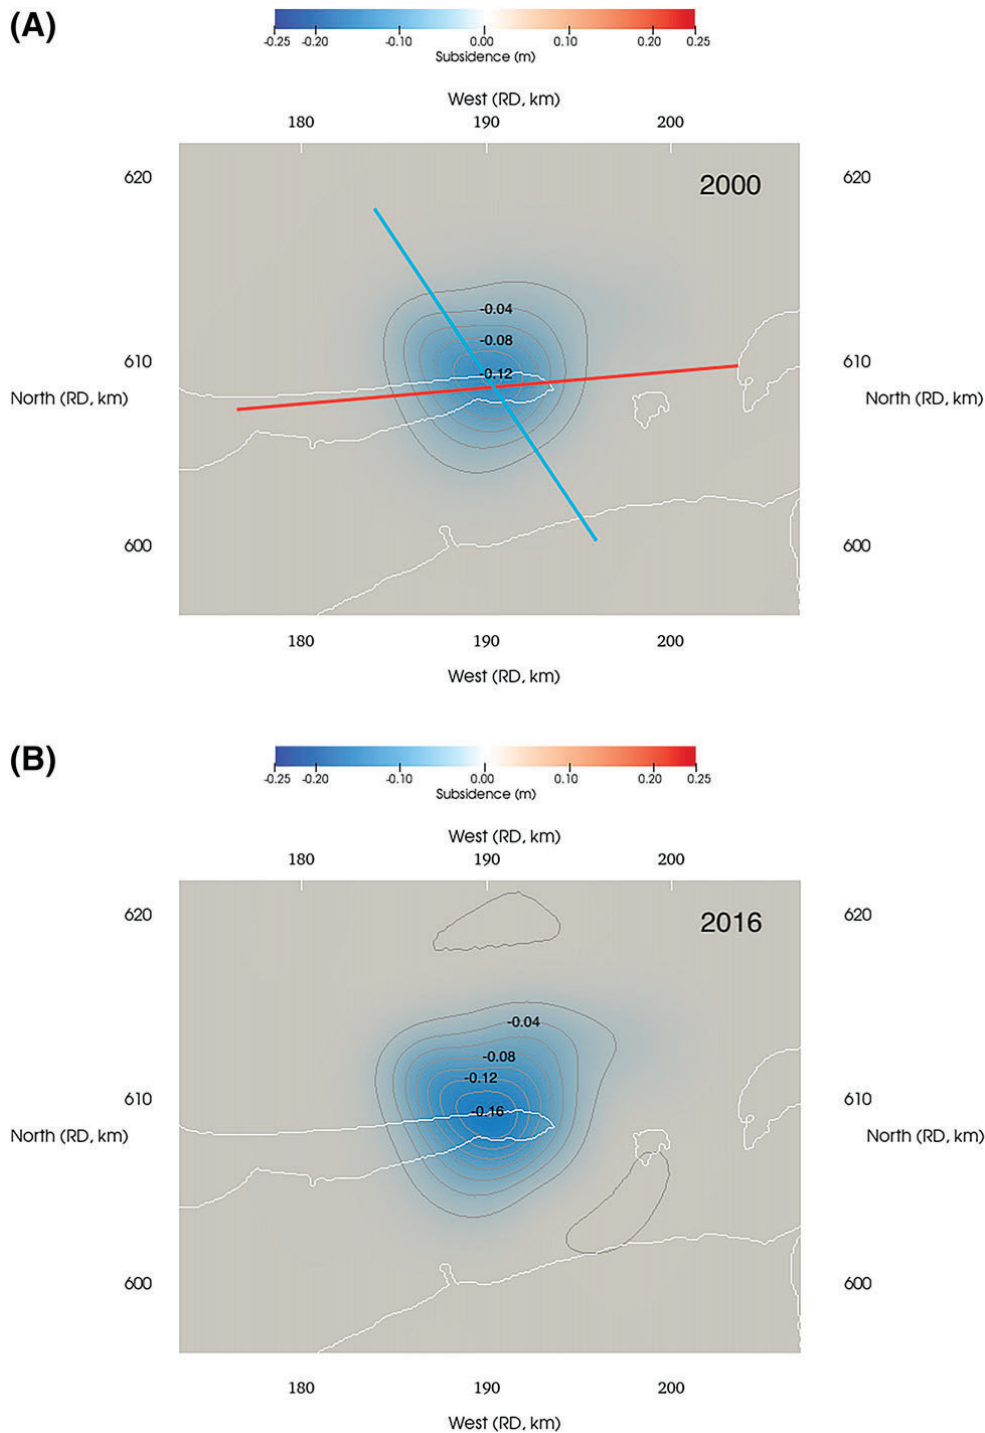 (A)
-0.25 -0.20 -0.10 0.00 0.10 0.20 0.25
Subsidence (m)
West (RD, km)
180 190 200
620 2000 620
-0.04
-0.08
610 610
-0.12
North (RD, km) North (RD, km)
600 600
180 190 200
West (RD, km)
(B)
-0.25 -0.20 -0.10 0.00 0.10 0.20 0.25
Subsidence (m)
West (RD, km)
180 190 200
620 2016 620
-0.04
-0.08
-0.12
610 610
-0.16
North (RD, km) North (RD, km)
600 600
180 190 200
West (RD, km)